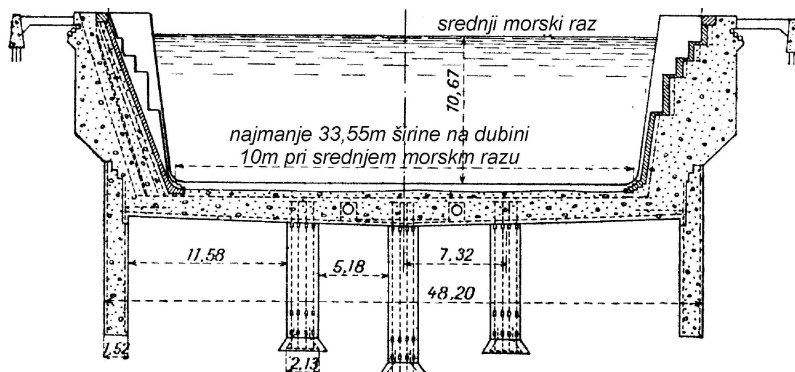 srednji morski raz
10,67
najmanje 33,55m širine na dubini
10m pri srednjem morskm razu
11,58
5,18
7,32
48,20
1,52
2,13